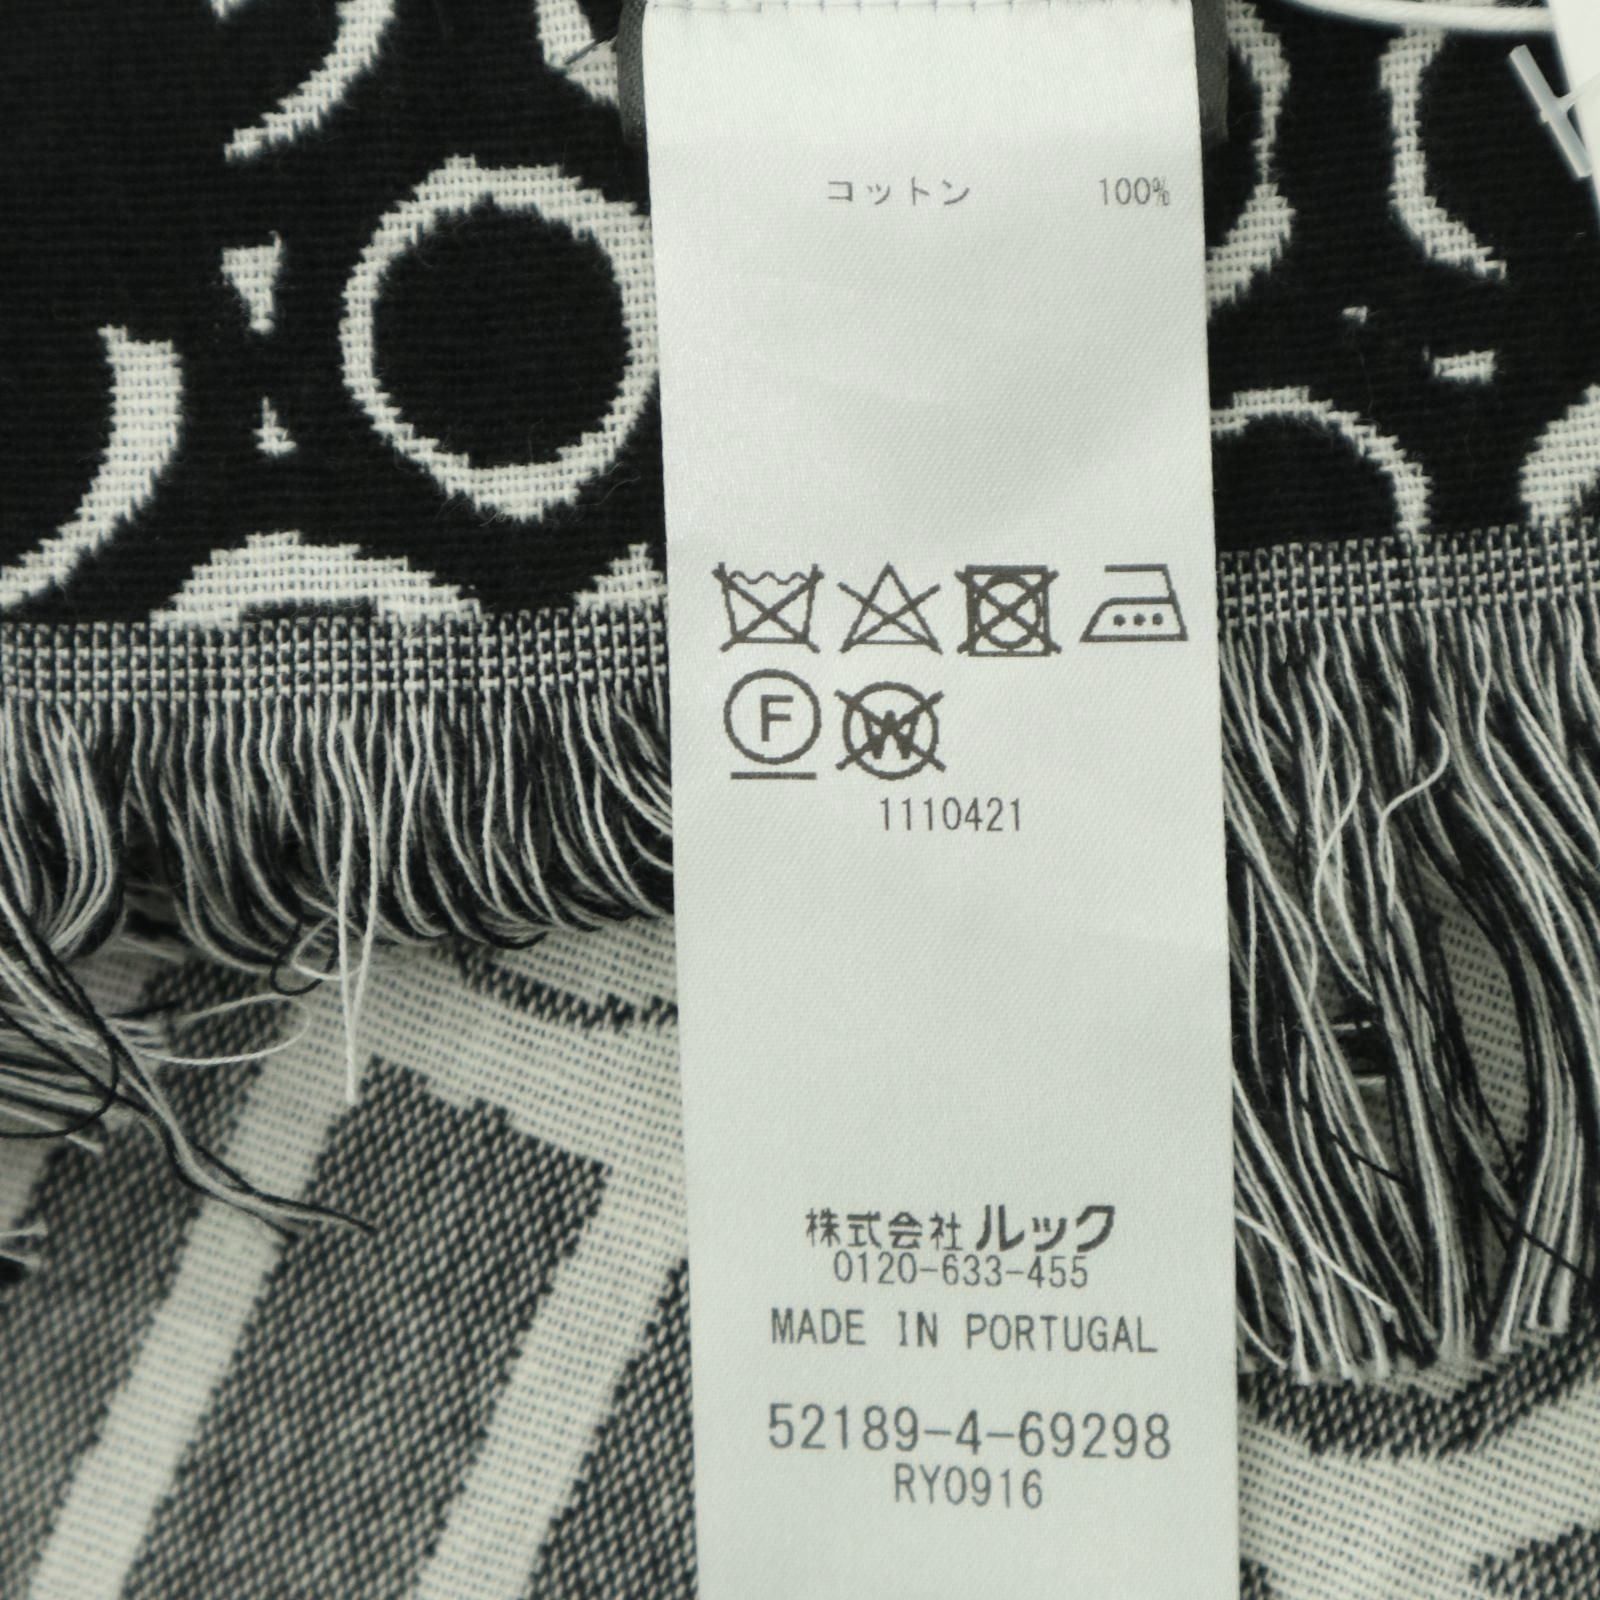 コットン 100%
F W
1110421
株式会社 ルック
0120-633-455
MADE IN PORTUGAL
52189-4-69298
RY0916